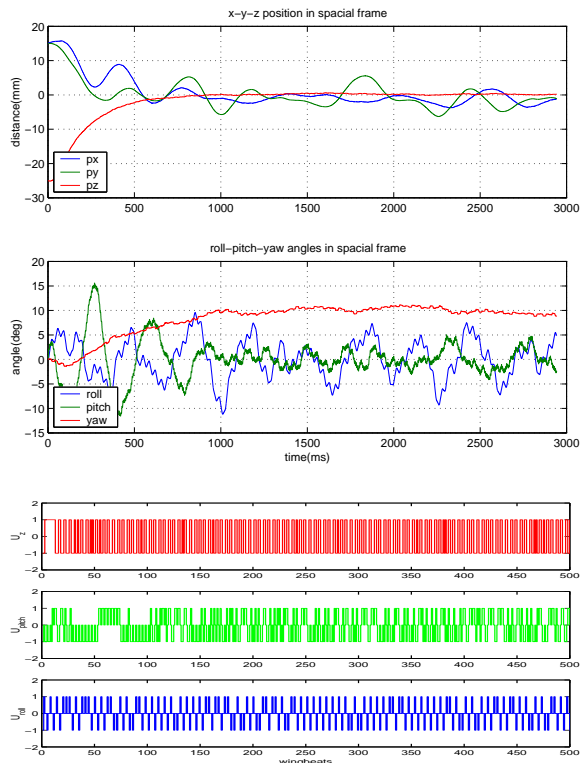 x-y-z position in spacial frame
distance(mm)
20
10
0
-10
-20
-30
px
py
pz
0 500 1000 1500 2000 2500 3000
roll-pitch-yaw angles in spacial frame
angle(deg)
20
15
10
5
0
-5
-10
-15
roll
pitch
yaw
0 500 1000 1500 2000 2500 3000
time(ms)
U_z
2
1
0
-1
-2
0 50 100 150 200 250 300 350 400 450 500
U_pitch
2
1
0
-1
-2
0 50 100 150 200 250 300 350 400 450 500
U_roll
2
1
0
-1
-2
0 50 100 150 200 250 300 350 400 450 500
wingbeats